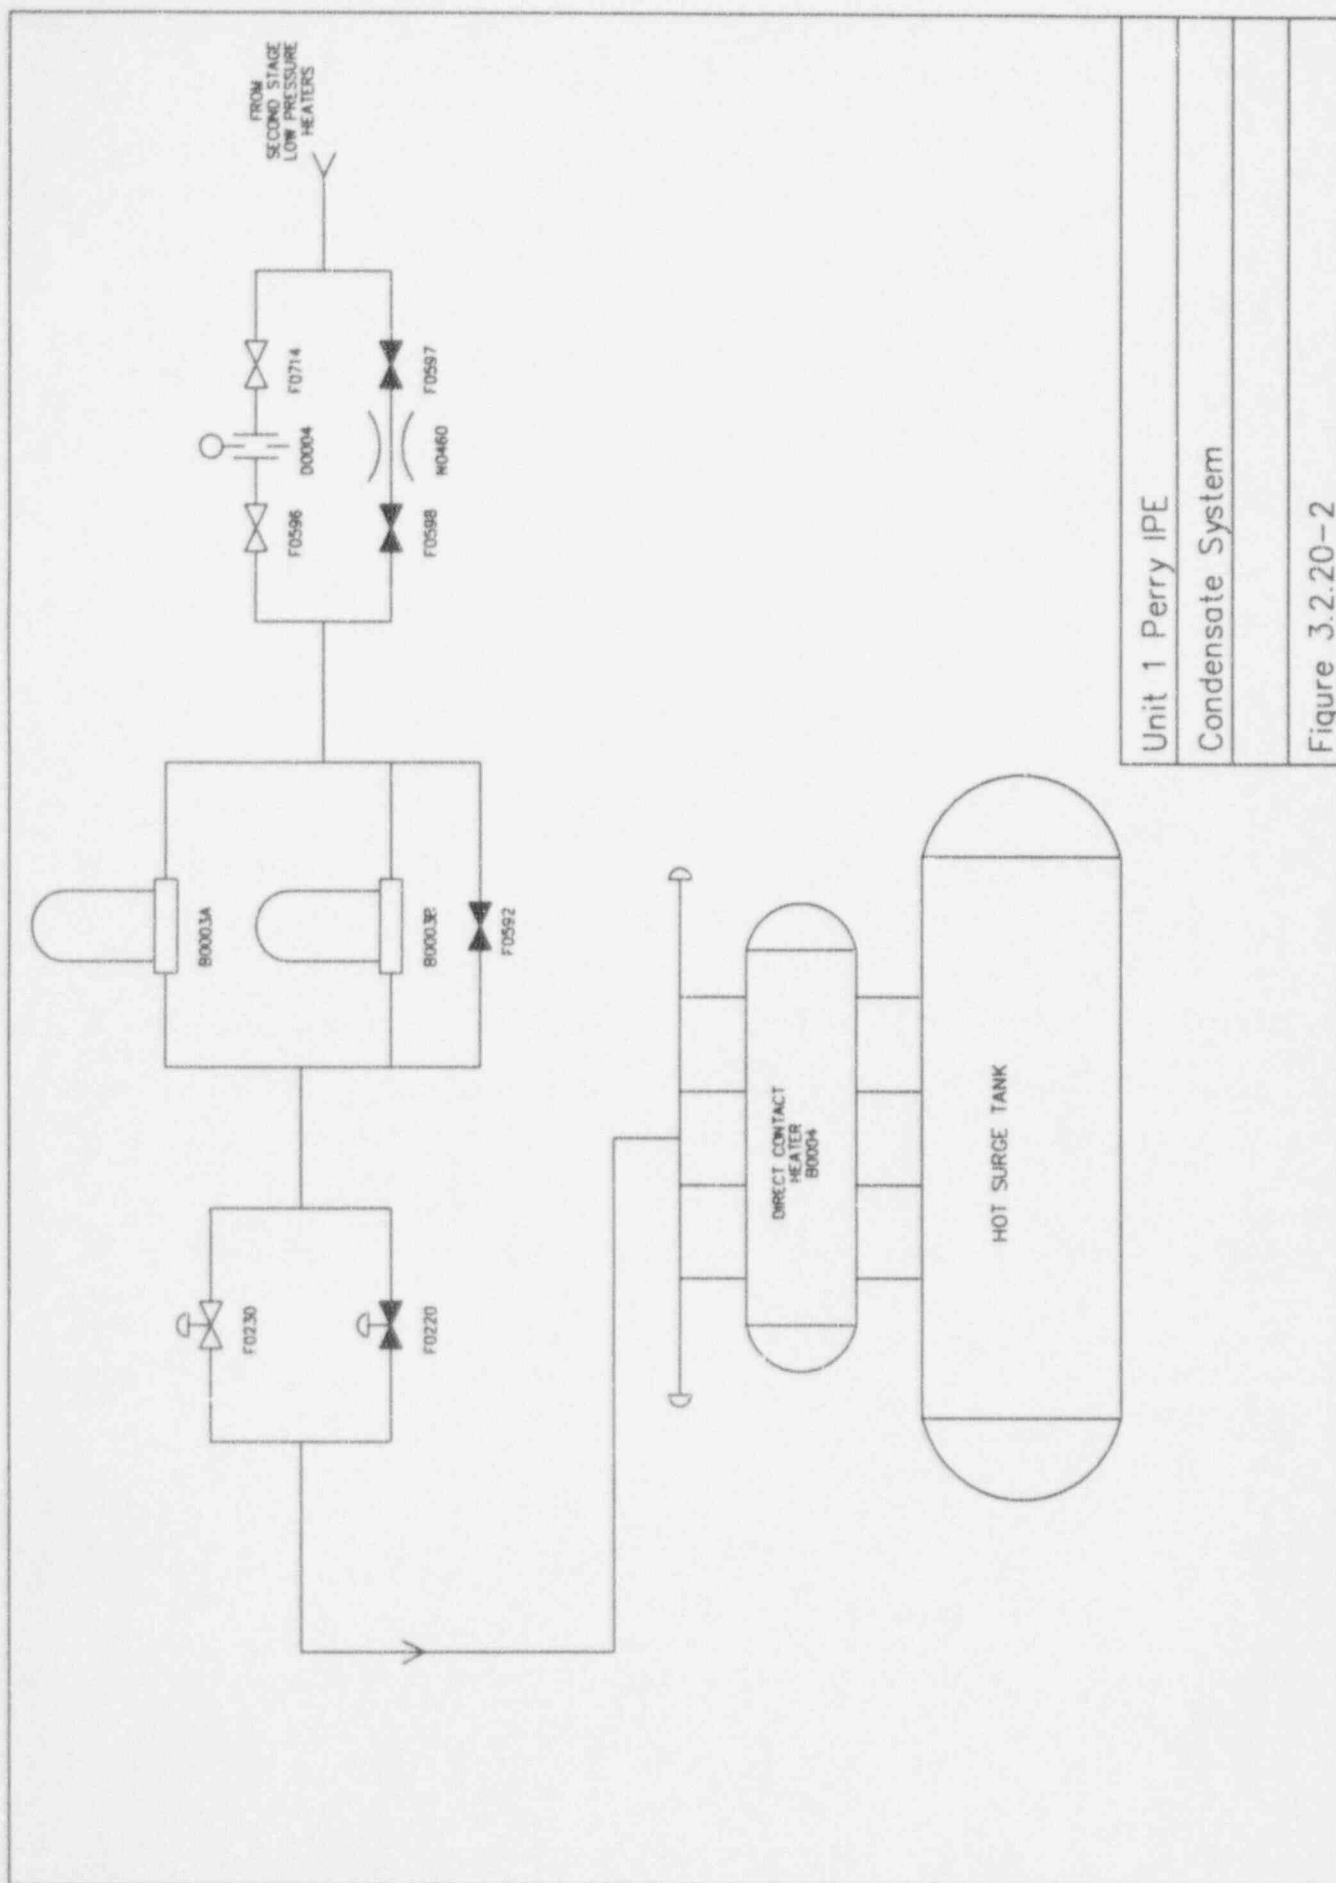 FROM
SECOND STAGE
LOW PRESSURE
HEATERS
F0714
D0004
F0596
F0597
N0460
F0598
B0003A
B0003B
F0592
F0230
F0220
DIRECT CONTACT
HEATER
B0004
HOT SURGE TANK
Unit 1 Perry IPE
Condensate System
Figure 3.2.20-2